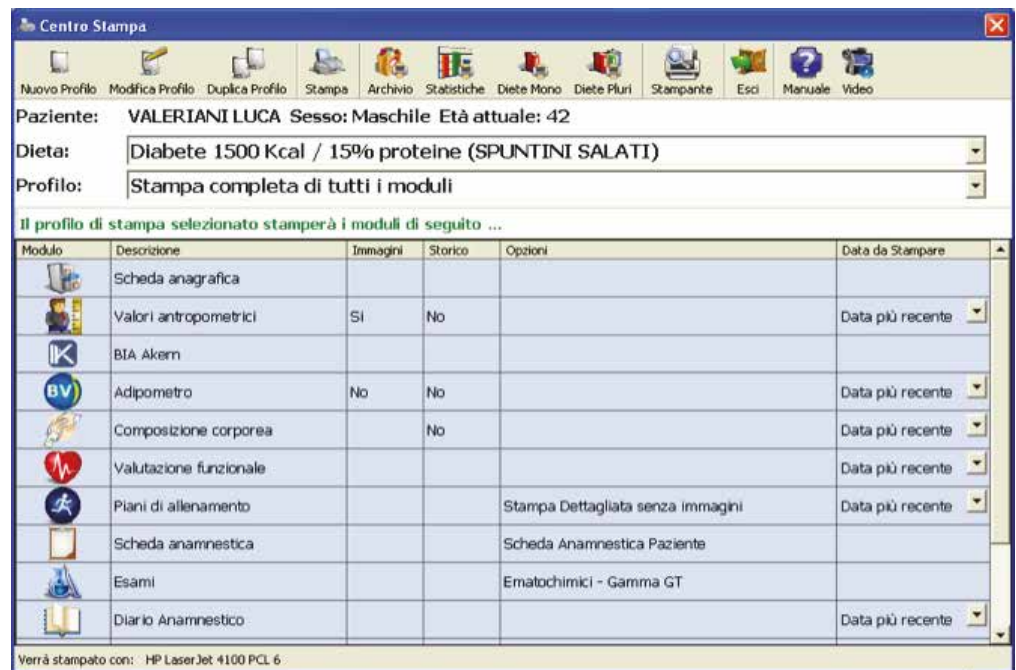 Centro Stampa
Nuovo Profilo Modifica Profilo Duplica Profilo Stampa Archivio Statistiche Diete Mono Diete Pluri Stampante Esci Manuale Video
Paziente: VALERIANI LUCA Sesso: Maschile Età attuale: 42
Dieta: Diabete 1500 Kcal / 15% proteine (SPUNTINI SALATI)
Profilo: Stampa completa di tutti i moduli
Il profilo di stampa selezionato stamperà i moduli di seguito ...
Modulo Descrizione Immagini Storico Opzioni Data da Stampare
Scheda anagrafica
Valori antropometrici Si No Data più recente
K BIA Akern
BV Adipometro No No Data più recente
Composizione corporea No Data più recente
Valutazione funzionale Data più recente
Piani di allenamento Stampa Dettagliata senza immagini Data più recente
Scheda anamnestica Scheda Anamnestica Paziente
Esami Ematochimici - Gamma GT
Diario Anamnestico Data più recente
Verrà stampato con: HP LaserJet 4100 PCL 6